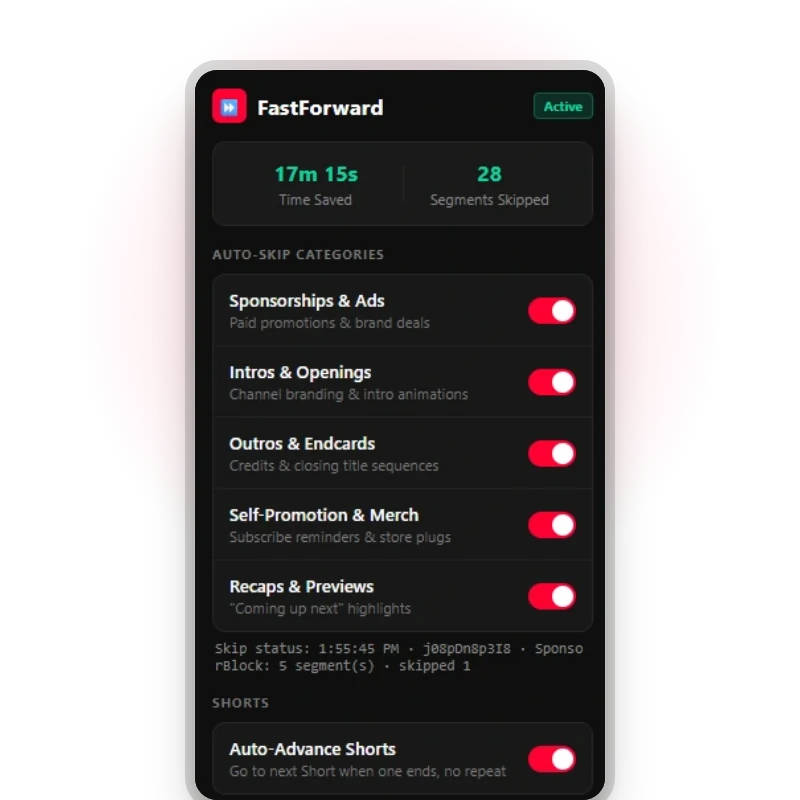 FastForward
Active
17m 15s
28
Time Saved
Segments Skipped
AUTO-SKIP CATEGORIES
Sponsorships & Ads
Paid promotions & brand deals
Intros & Openings
Channel branding & intro animations
Outros & Endcards
Credits & closing title sequences
Self-Promotion & Merch
Subscribe reminders & store plugs
Recaps & Previews
"Coming up next" highlights
Skip status: 1:55:45 PM · j08pDn8p3I8 · Sponso
rBlock: 5 segment(s) · skipped 1
SHORTS
Auto-Advance Shorts
Go to next Short when one ends, no repeat